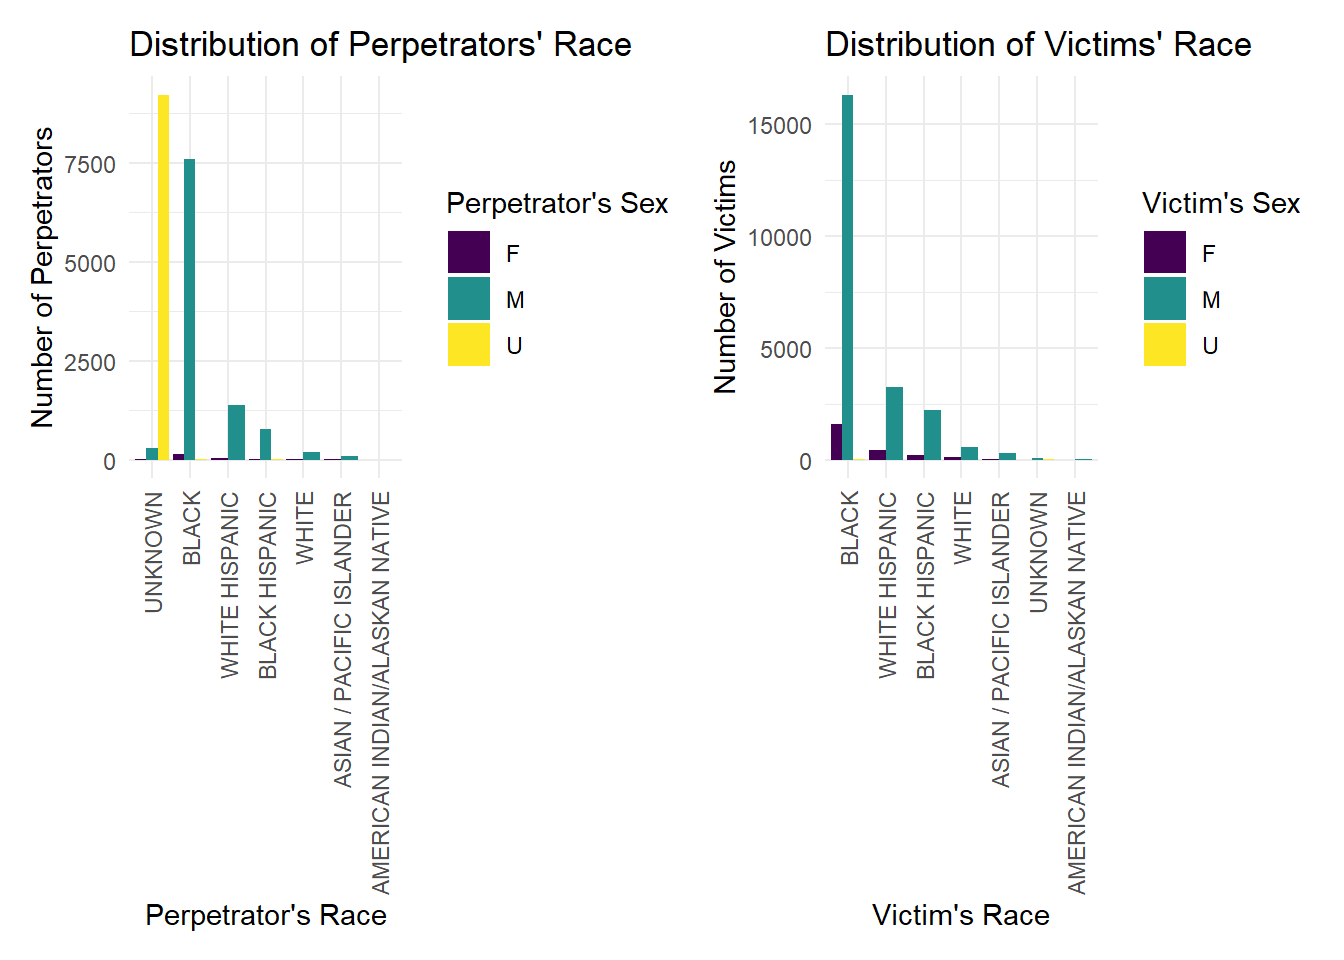 Distribution of Perpetrators' Race
Number of Perpetrators
7500
5000
2500
0
UNKNOWN
BLACK
WHITE HISPANIC
BLACK HISPANIC
WHITE
ASIAN / PACIFIC ISLANDER
AMERICAN INDIAN/ALASKAN NATIVE
Perpetrator's Race
Perpetrator's Sex
F
M
U
Distribution of Victims' Race
Number of Victims
15000
10000
5000
0
BLACK
WHITE HISPANIC
BLACK HISPANIC
WHITE
ASIAN / PACIFIC ISLANDER
UNKNOWN
AMERICAN INDIAN/ALASKAN NATIVE
Victim's Race
Victim's Sex
F
M
U